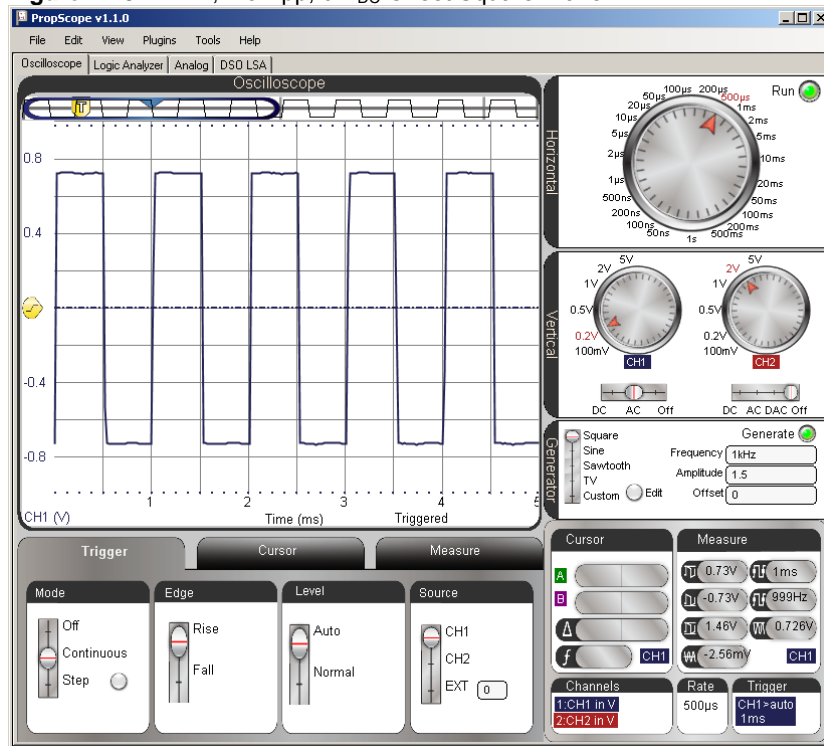 PropScope v1.1.0
File Edit View Plugins Tools Help
Oscilloscope Logic Analyzer Analog DSO LSA
Oscilloscope
T
0.8
0.4
-0.4
-0.8
1 2 3 4 5
CH1 (V) Time (ms) Triggered
Horizontal
Run
50ns
100ns
200ns
500ns
1µs
2µs
5µs
10µs
20µs
50µs
100µs
200µs
500µs
1ms
2ms
5ms
10ms
20ms
50ms
100ms
200ms
500ms
1s
Vertical
100mV
0.2V
0.5V
1V
2V
5V
CH1
DC AC Off
100mV
0.2V
0.5V
1V
2V
5V
CH2
DC AC DAC Off
Generator
Square
Sine
Sawtooth
TV
Custom Edit
Generate
Frequency 1kHz
Amplitude 1.5
Offset 0
Trigger Cursor Measure
Mode
Off
Continuous
Step
Edge
Rise
Fall
Level
Auto
Normal
Source
CH1
CH2
EXT 0
Cursor
A
B
Δ
f CH1
Measure
0.73V 1ms
-0.73V 999Hz
1.46V 0.726V
-2.56mV CH1
Channels
1:CH1 in V
2:CH2 in V
Rate
500µs
Trigger
CH1>auto
1ms